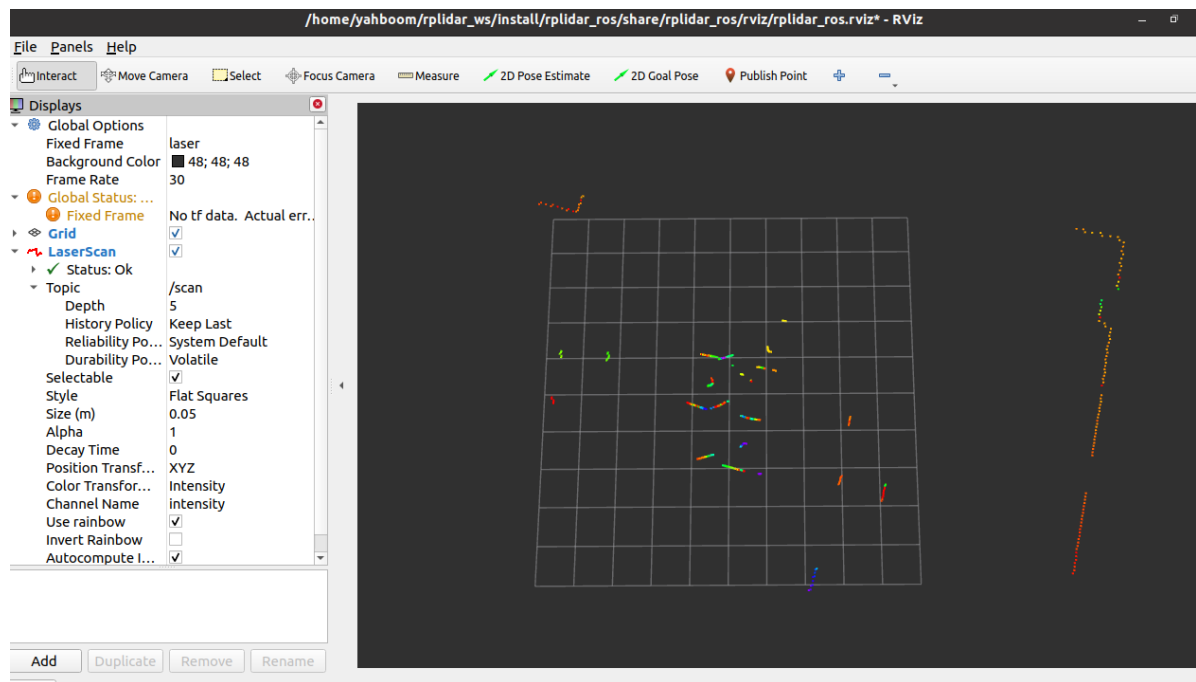 /home/yahboom/rplidar_ws/install/rplidar_ros/share/rplidar_ros/rviz/rplidar_ros.rviz* - RViz
File Panels Help
Interact Move Camera Select Focus Camera Measure 2D Pose Estimate 2D Goal Pose Publish Point
Displays
Global Options
Fixed Frame laser
Background Color 48; 48; 48
Frame Rate 30
Global Status: ...
Fixed Frame No tf data. Actual err..
Grid
LaserScan
Status: Ok
Topic /scan
Depth 5
History Policy Keep Last
Reliability Po... System Default
Durability Po... Volatile
Selectable
Style Flat Squares
Size (m) 0.05
Alpha 1
Decay Time 0
Position Transf... XYZ
Color Transfor... Intensity
Channel Name intensity
Use rainbow
Invert Rainbow
Autocompute I...
Add Duplicate Remove Rename